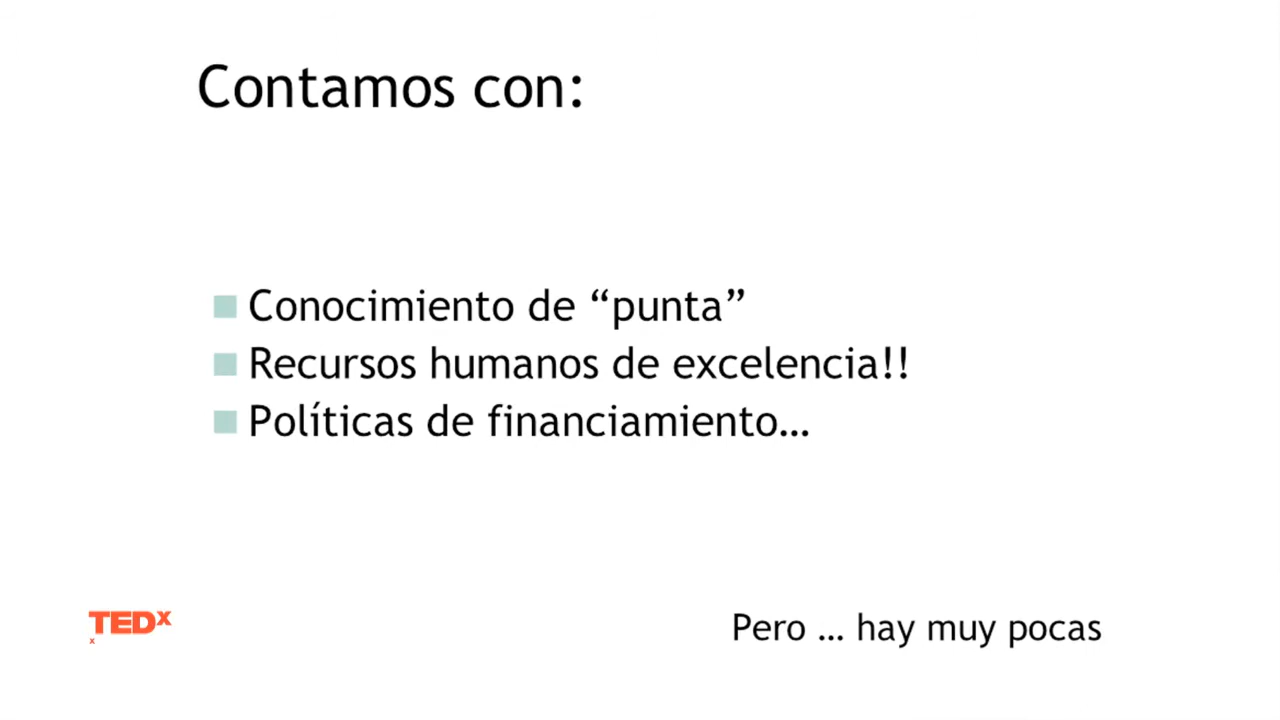 Contamos con:
Conocimiento de “punta”
Recursos humanos de excelencia!!
Políticas de financiamiento…
TEDx
x
Pero … hay muy pocas